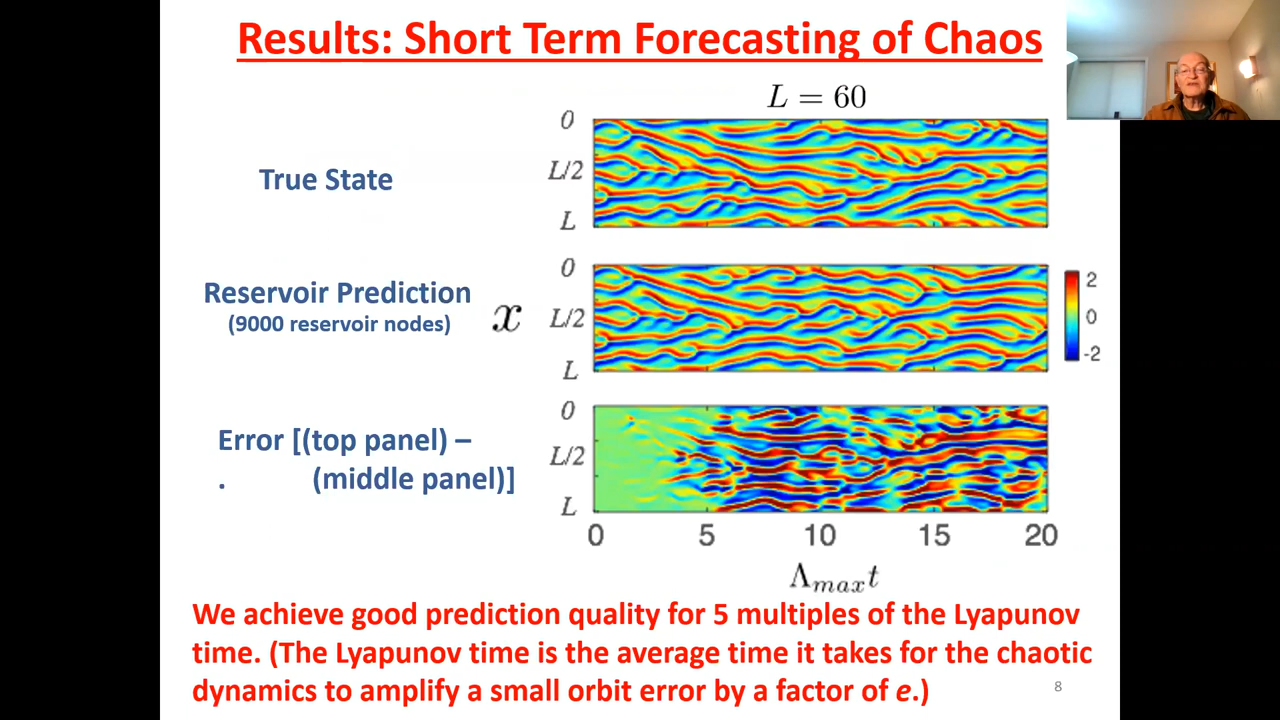 Results: Short Term Forecasting of Chaos
L = 60
True State
0
L/2
L
Reservoir Prediction
(9000 reservoir nodes)
x
0
L/2
L
2
0
-2
Error [(top panel) –
. (middle panel)]
0
L/2
L
0 5 10 15 20
Λmax t
We achieve good prediction quality for 5 multiples of the Lyapunov
time. (The Lyapunov time is the average time it takes for the chaotic
dynamics to amplify a small orbit error by a factor of e.)
8